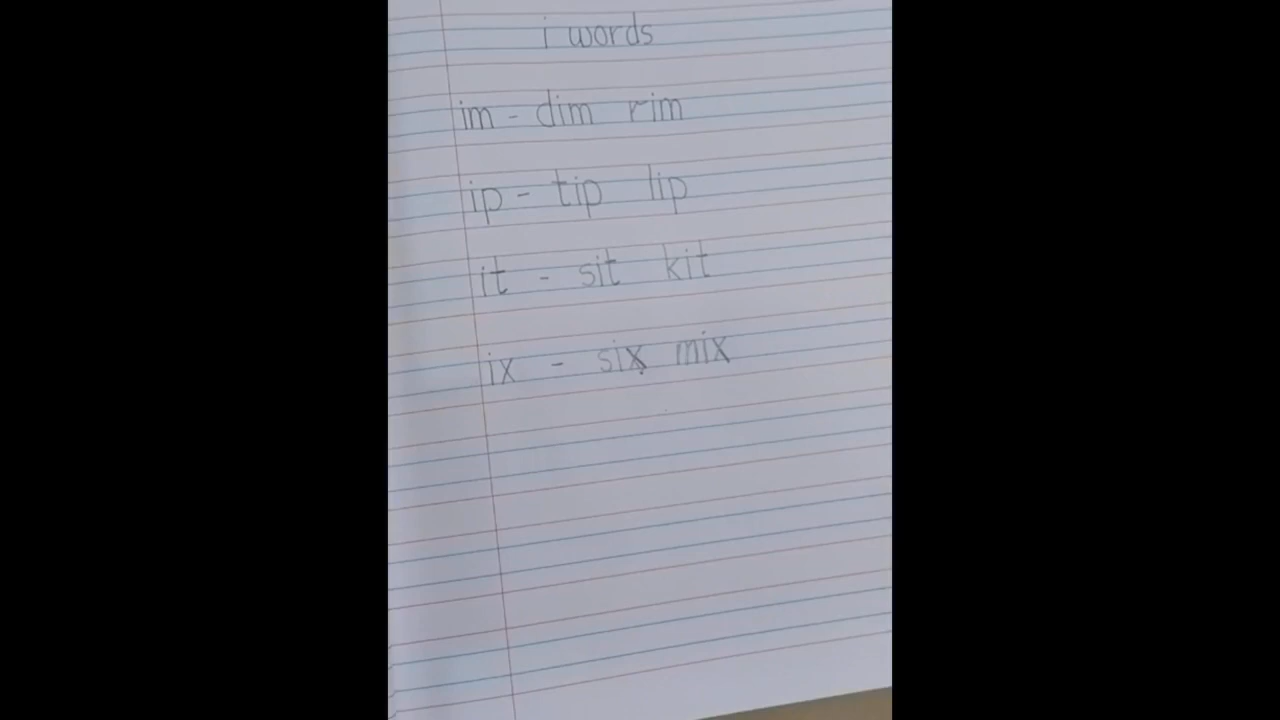 i words
im - dim rim
ip - tip lip
it - sit kit
ix - six mix